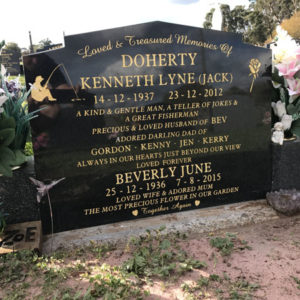 Loved & Treasured Memories Of
DOHERTY
KENNETH LYNE (JACK)
14 - 12 - 1937 23 - 12 - 2012
A KIND & GENTLE MAN, A TELLER OF JOKES &
A GREAT FISHERMAN
PRECIOUS & LOVED HUSBAND OF BEV
ADORED DARLING DAD OF
GORDON · KENNY · JEN · KERRY
ALWAYS IN OUR HEARTS JUST BEYOND OUR VIEW
LOVED FOREVER
BEVERLY JUNE
25 - 12 - 1936 7 - 8 - 2015
LOVED WIFE & ADORED MUM
THE MOST PRECIOUS FLOWER IN OUR GARDEN
Together Again